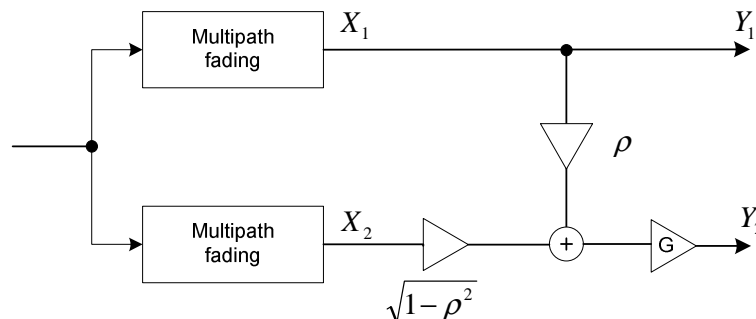 Multipath
fading
X₁
Y₁
ρ
Multipath
fading
X₂
√(1 − ρ²)
+
G